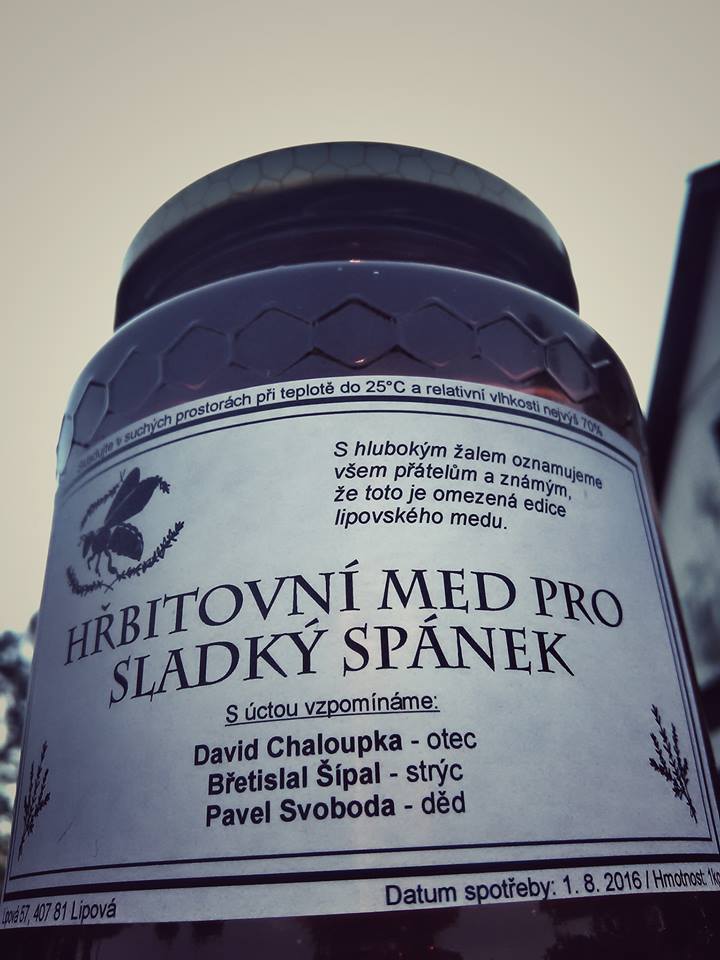 Skladujte v suchých prostorách při teplotě do 25°C a relativní vlhkosti nejvýš 70%
S hlubokým žalem oznamujeme
všem přátelům a známým,
že toto je omezená edice
lipovského medu.
HŘBITOVNÍ MED PRO
SLADKÝ SPÁNEK
S úctou vzpomínáme:
David Chaloupka - otec
Břetislal Šípal - strýc
Pavel Svoboda - děd
Datum spotřeby: 1. 8. 2016 / Hmotnost: 1kg
Lipová 57, 407 81 Lipová